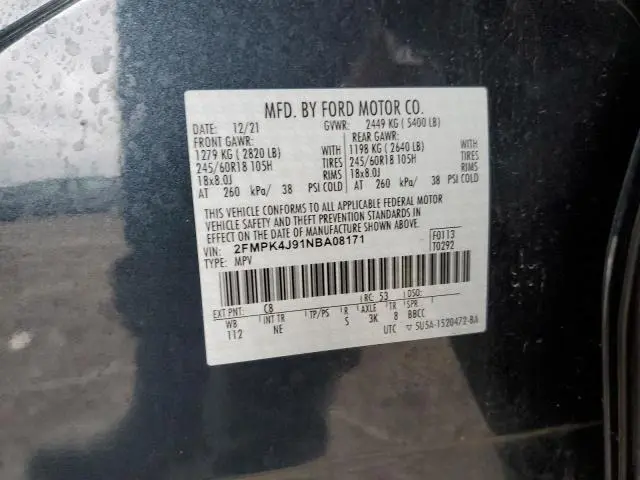 MFD. BY FORD MOTOR CO.
DATE: 12/21 GVWR: 2449 KG (5400 LB)
FRONT GAWR: REAR GAWR:
1279 KG (2820 LB) WITH 1198 KG (2640 LB) WITH
245/60R18 105H TIRES 245/60R18 105H TIRES
18x8.0J RIMS 18x8.0J RIMS
AT 260 kPa/ 38 PSI COLD AT 260 kPa/ 38 PSI COLD
THIS VEHICLE CONFORMS TO ALL APPLICABLE FEDERAL MOTOR
VEHICLE SAFETY AND THEFT PREVENTION STANDARDS IN
EFFECT ON THE DATE OF MANUFACTURE SHOWN ABOVE.
VIN: 2FMPK4J91NBA08171 F0113
TYPE: MPV T0292
EXT PNT: C8 RC: 53 DSO:
WB INT TR TP/PS R AXLE TR SPR
112 NE S 3K 8 BBCC
UTC ▽ SU5A-1520472-BA